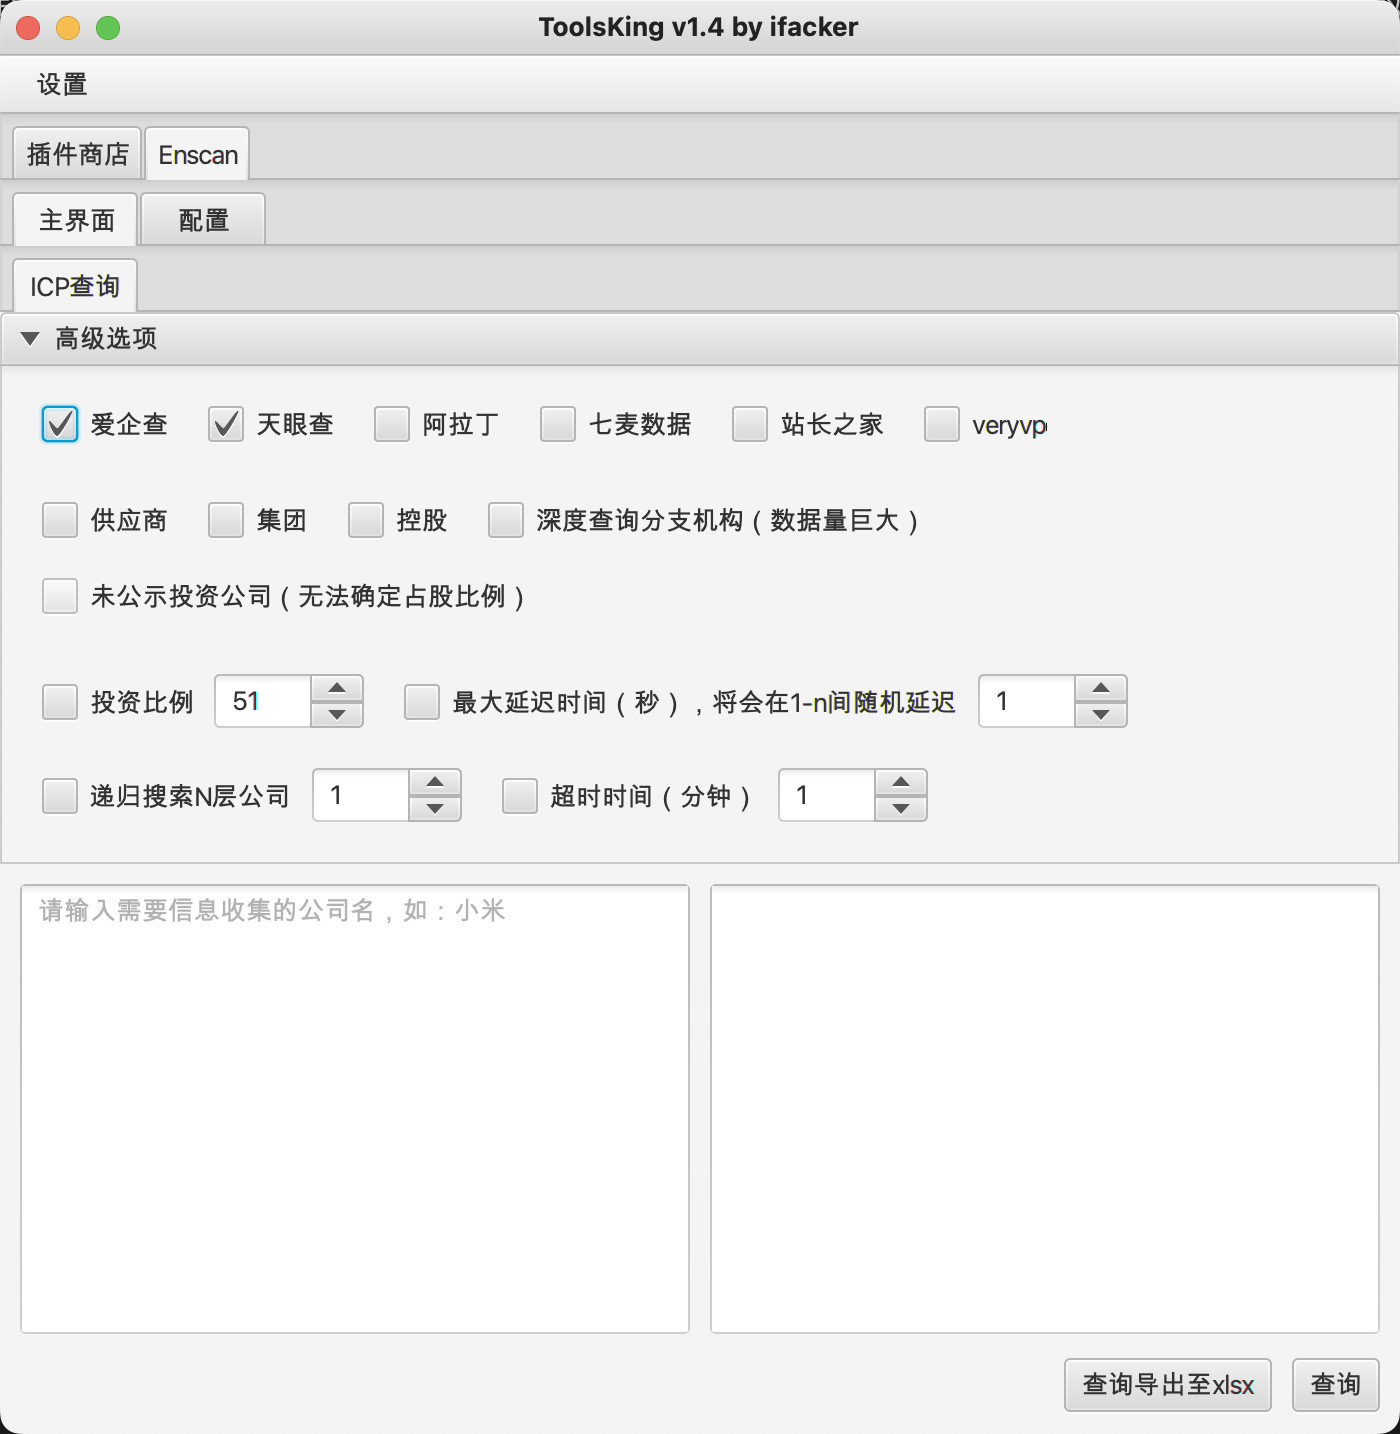 ToolsKing v1.4 by ifacker
设置
插件商店 Enscan
主界面 配置
ICP查询
高级选项
爱企查 天眼查 阿拉丁 七麦数据 站长之家 veryvp
供应商 集团 控股 深度查询分支机构（数据量巨大）
未公示投资公司（无法确定占股比例）
投资比例 51 最大延迟时间（秒），将会在1-n间随机延迟 1
递归搜索N层公司 1 超时时间（分钟） 1
请输入需要信息收集的公司名，如：小米
查询导出至xlsx 查询